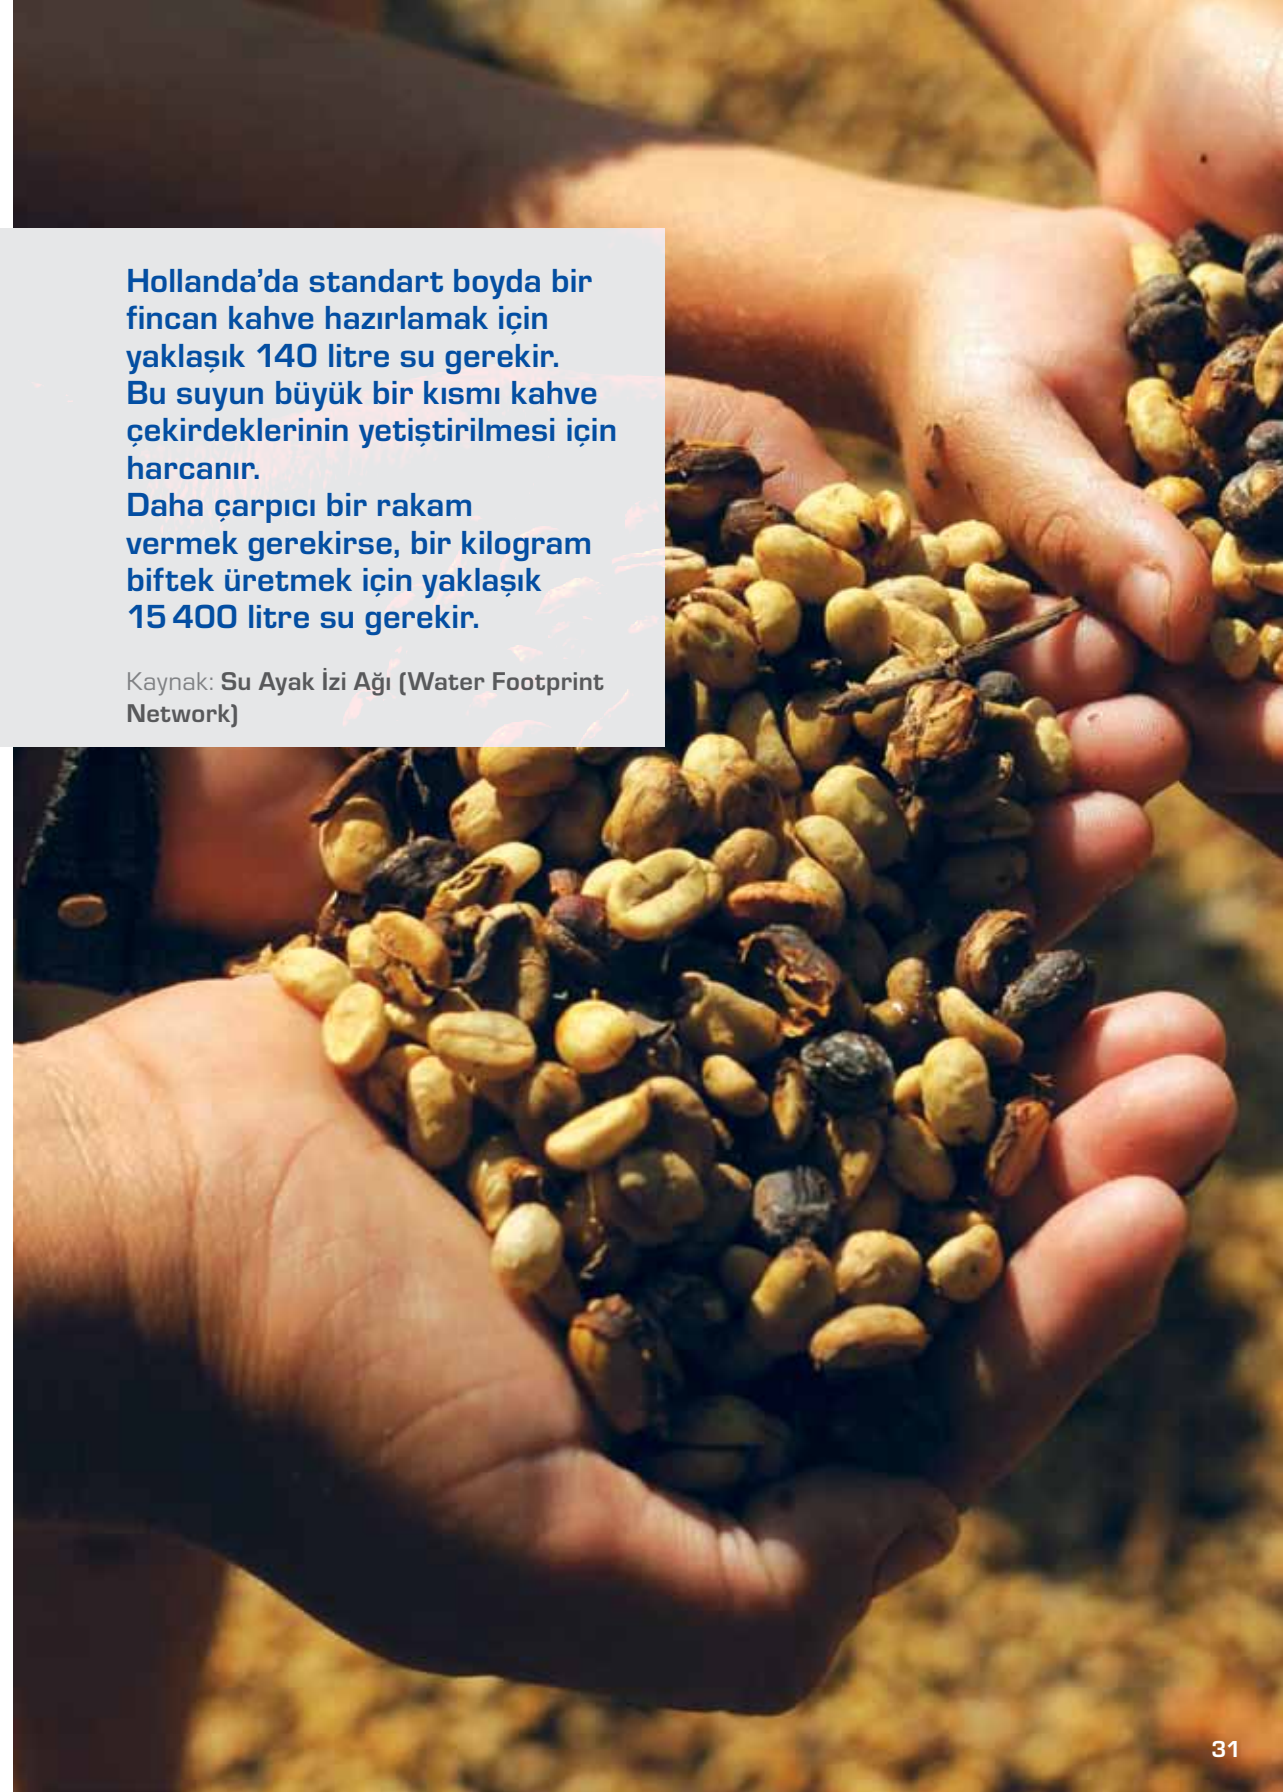 Hollanda’da standart boyda bir
fincan kahve hazırlamak için
yaklaşık 140 litre su gerekir.
Bu suyun büyük bir kısmı kahve
çekirdeklerinin yetiştirilmesi için
harcanır.
Daha çarpıcı bir rakam
vermek gerekirse, bir kilogram
biftek üretmek için yaklaşık
15 400 litre su gerekir.
Kaynak: Su Ayak İzi Ağı (Water Footprint
Network)
31